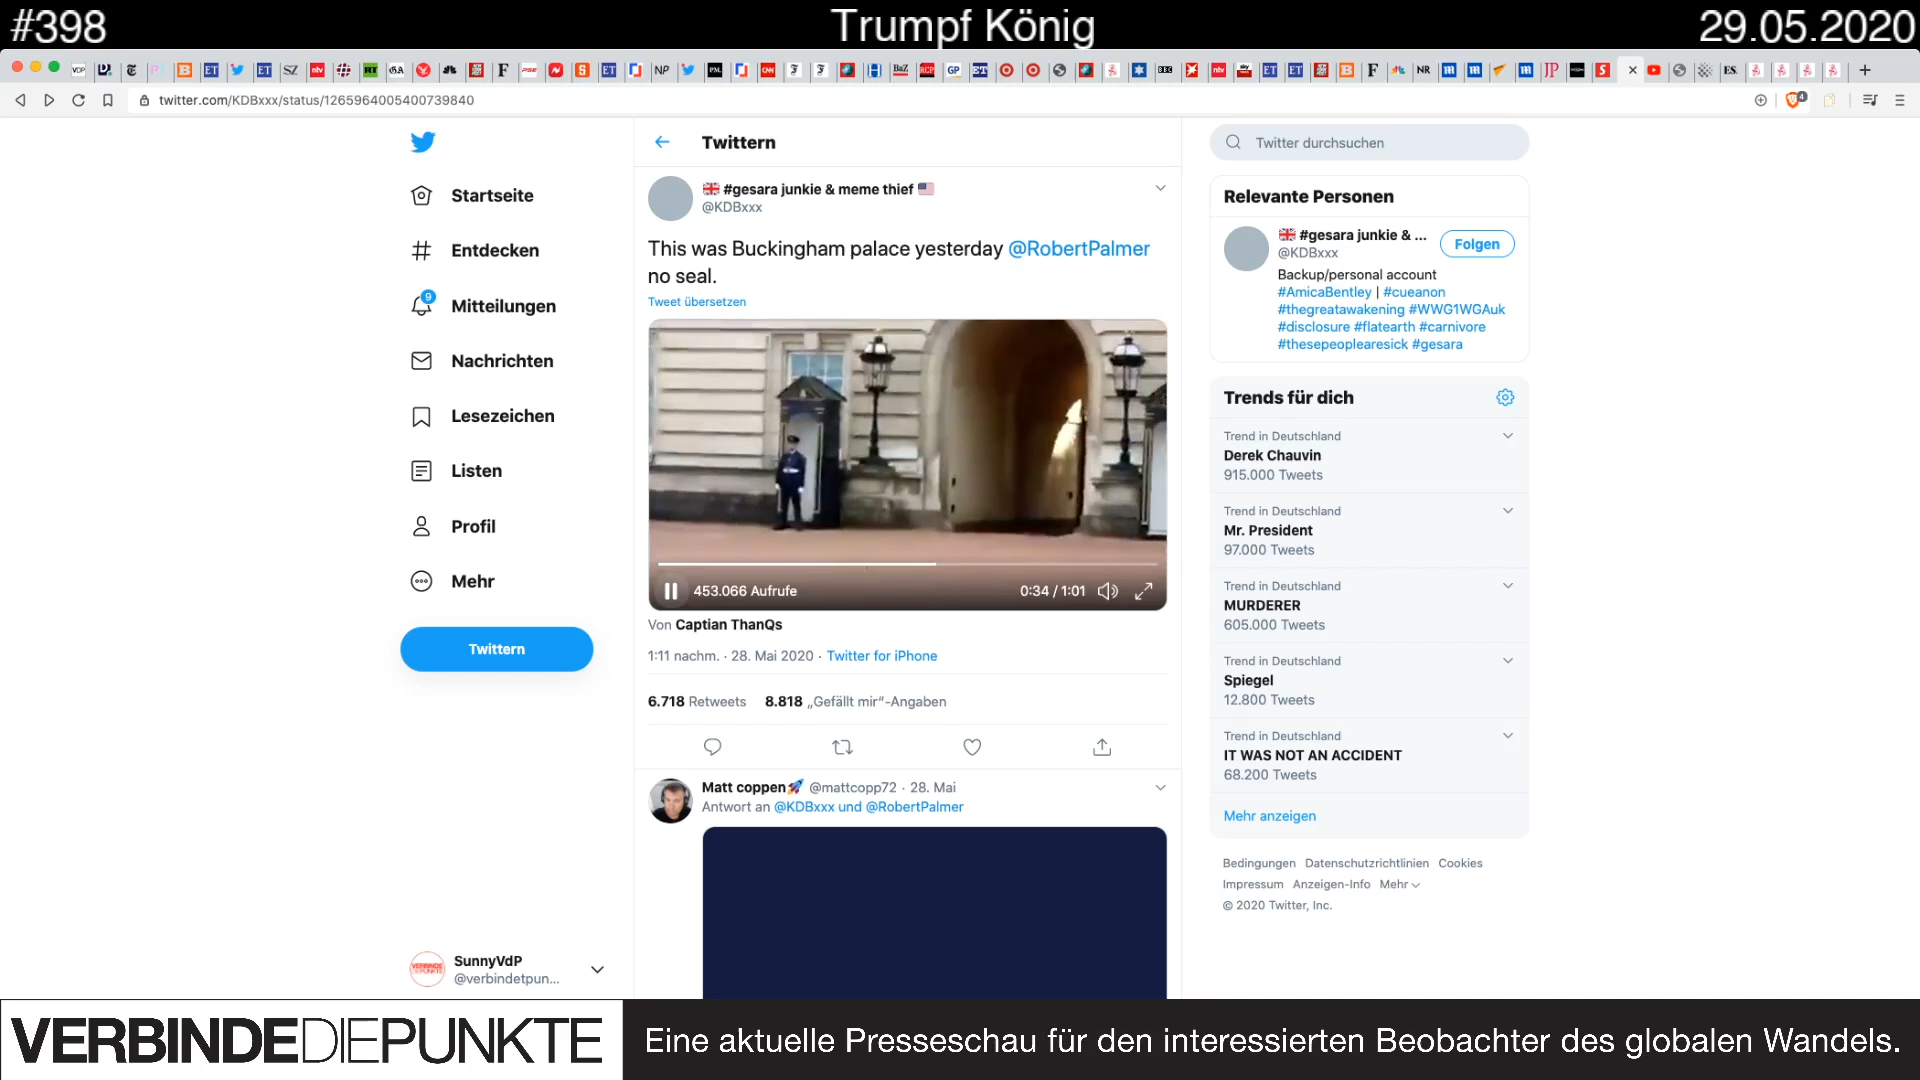 #398
Trumpf König
29.05.2020
twitter.com/KDBxxx/status/1265964005400739840
Startseite
Entdecken
9
Mitteilungen
Nachrichten
Lesezeichen
Listen
Profil
Mehr
Twittern
SunnyVdP
@verbindetpun...
Twittern
🇬🇧 #gesara junkie & meme thief 🇺🇸
@KDBxxx
This was Buckingham palace yesterday @RobertPalmer
no seal.
Tweet übersetzen
453.066 Aufrufe
0:34 / 1:01
Von Captian ThanQs
1:11 nachm. · 28. Mai 2020 · Twitter for iPhone
6.718 Retweets 8.818 „Gefällt mir“-Angaben
Matt coppen🚀 @mattcopp72 · 28. Mai
Antwort an @KDBxxx und @RobertPalmer
Twitter durchsuchen
Relevante Personen
🇬🇧 #gesara junkie & ...
@KDBxxx
Folgen
Backup/personal account
#AmicaBentley | #cueanon
#thegreatawakening #WWG1WGAuk
#disclosure #flatearth #carnivore
#thesepeoplearesick #gesara
Trends für dich
Trend in Deutschland
Derek Chauvin
915.000 Tweets
Trend in Deutschland
Mr. President
97.000 Tweets
Trend in Deutschland
MURDERER
605.000 Tweets
Trend in Deutschland
Spiegel
12.800 Tweets
Trend in Deutschland
IT WAS NOT AN ACCIDENT
68.200 Tweets
Mehr anzeigen
Bedingungen Datenschutzrichtlinien Cookies
Impressum Anzeigen-Info Mehr
© 2020 Twitter, Inc.
VERBINDEDIEPUNKTE
Eine aktuelle Presseschau für den interessierten Beobachter des globalen Wandels.